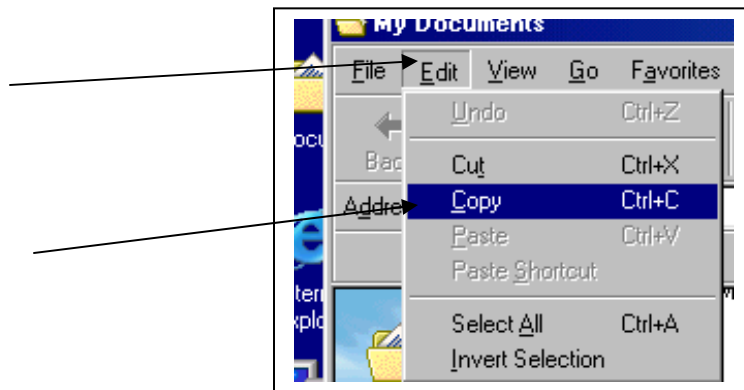 My Documents
File Edit View Go Favorites
Undo Ctrl+Z
Cut Ctrl+X
Copy Ctrl+C
Paste Ctrl+V
Paste Shortcut
Select All Ctrl+A
Invert Selection